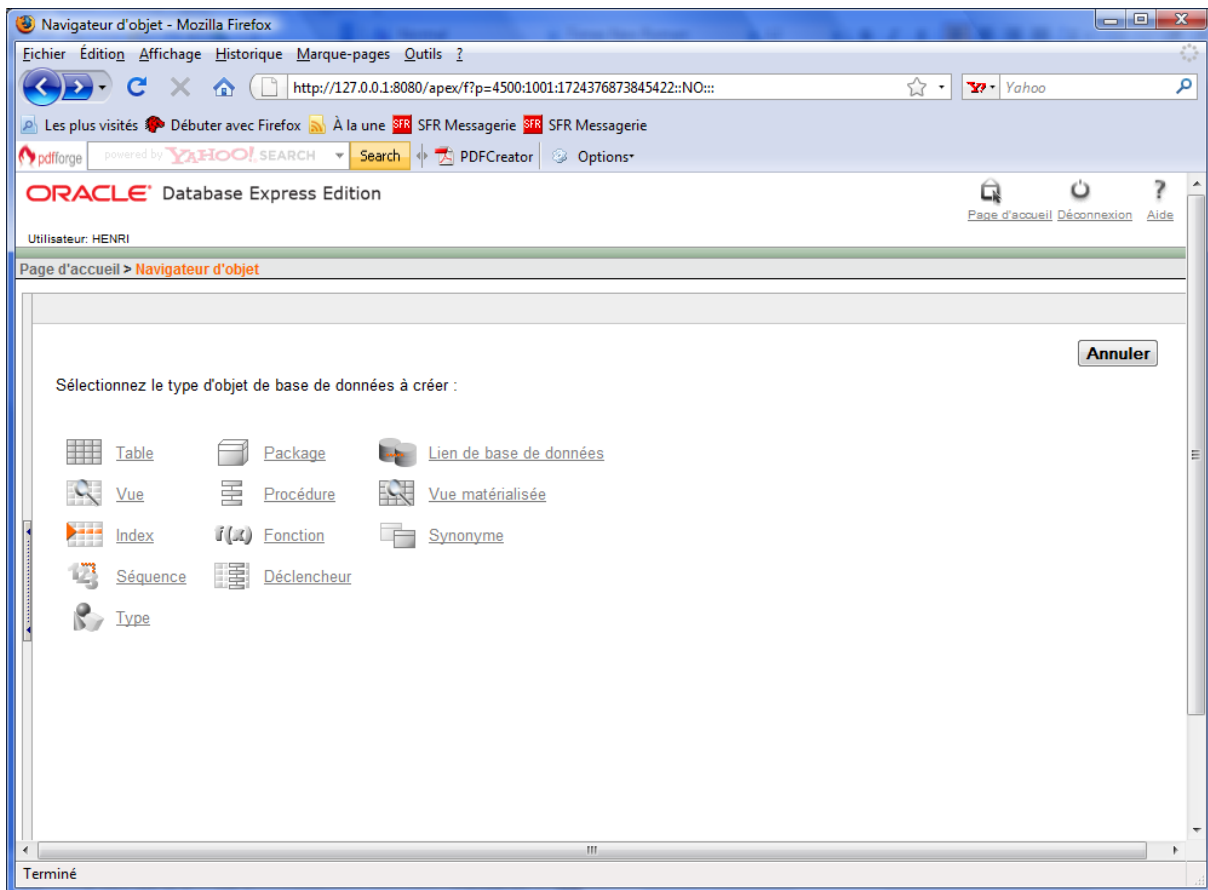 Navigateur d'objet - Mozilla Firefox
Fichier Édition Affichage Historique Marque-pages Outils ?
http://127.0.0.1:8080/apex/f?p=4500:1001:1724376873845422::NO:::
Yahoo
Les plus visités Débuter avec Firefox À la une SFR SFR Messagerie SFR SFR Messagerie
pdfforge powered by YAHOO! SEARCH Search PDFCreator Options
ORACLE Database Express Edition
Page d'accueil Déconnexion ? Aide
Utilisateur: HENRI
Page d'accueil > Navigateur d'objet
Annuler
Sélectionnez le type d'objet de base de données à créer :
Table Package Lien de base de données
Vue Procédure Vue matérialisée
Index f(x) Fonction Synonyme
123 Séquence Déclencheur
Type
Terminé